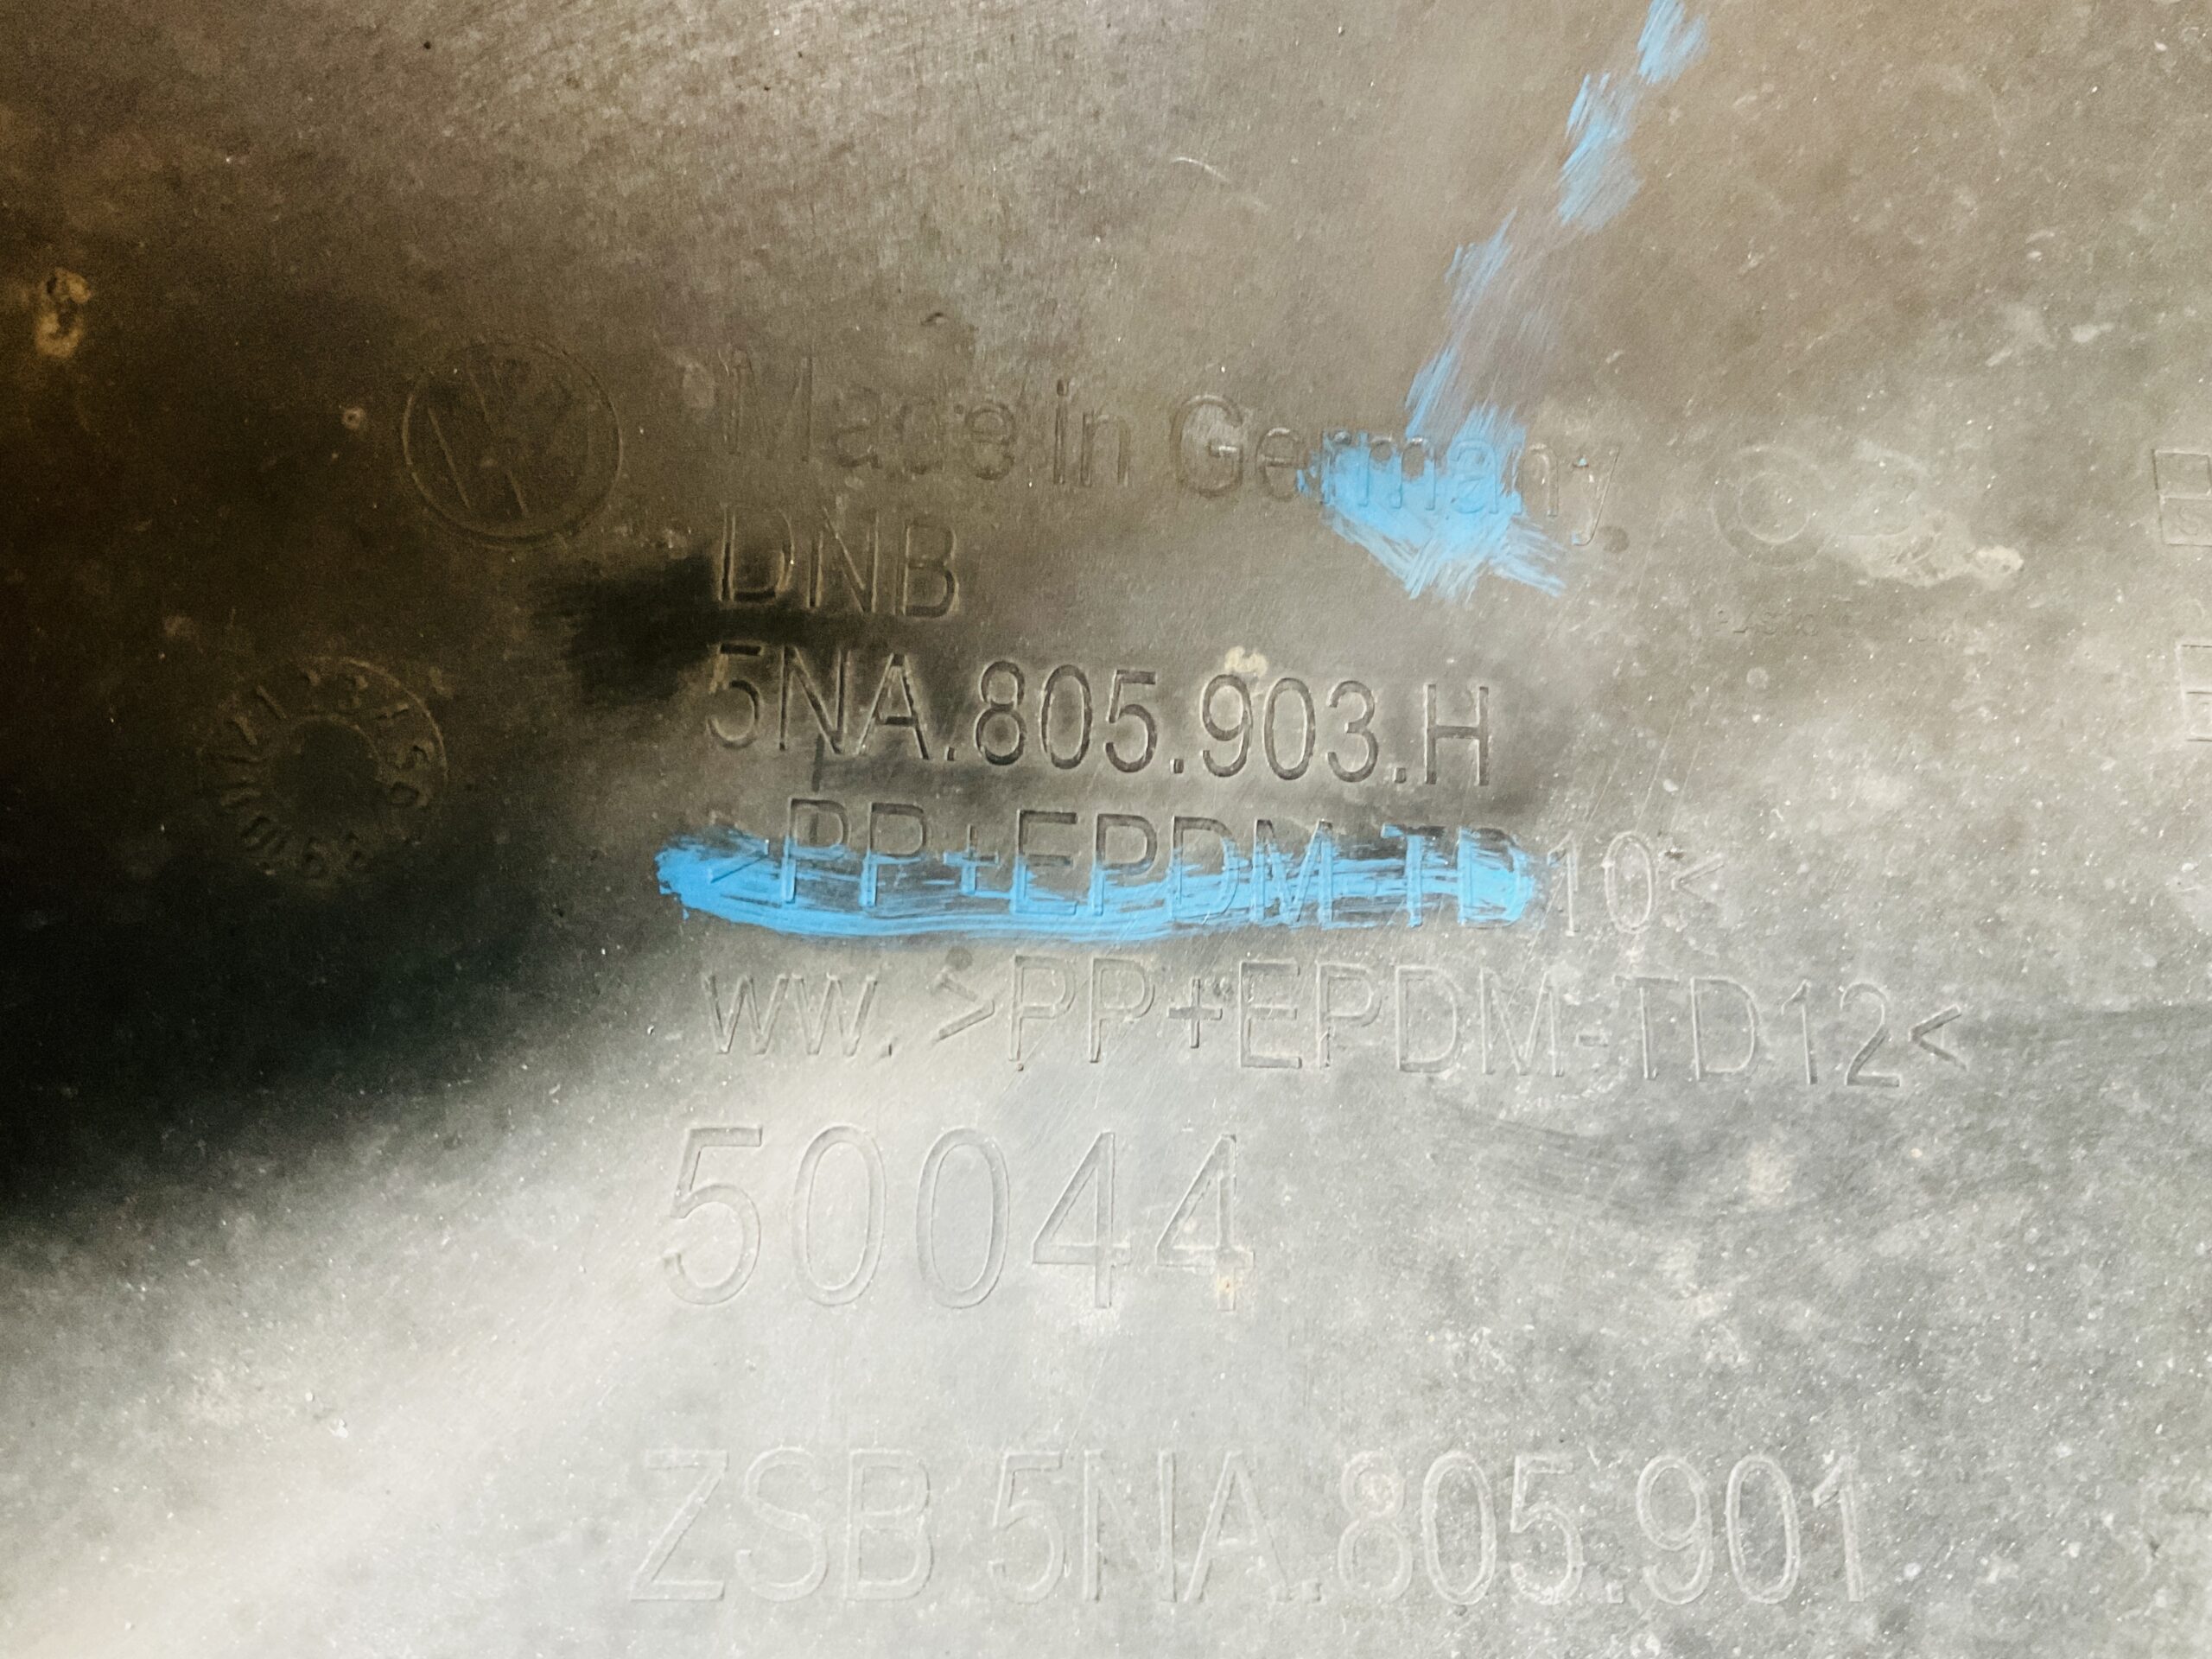 Made in Germany
DNB
5NA.805.903.H
>PP+EPDM-TD10<
ww. >PP+EPDM-TD12<
50044
ZSB 5NA.805.901